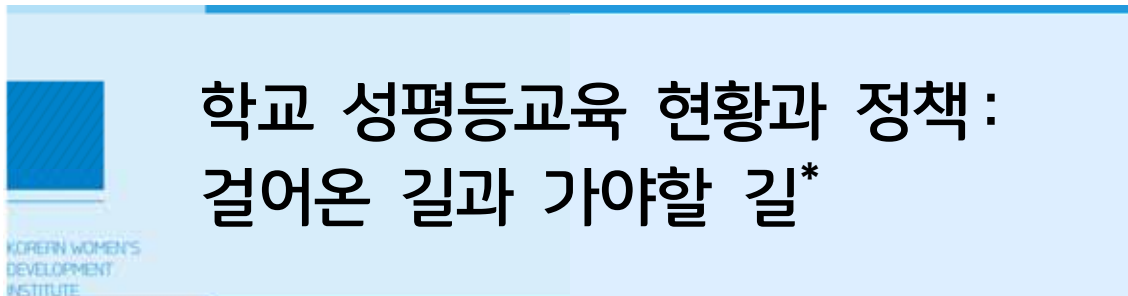 학교 성평등교육 현황과 정책:
걸어온 길과 가야할 길*
KOREAN WOMEN'S
DEVELOPMENT
INSTITUTE